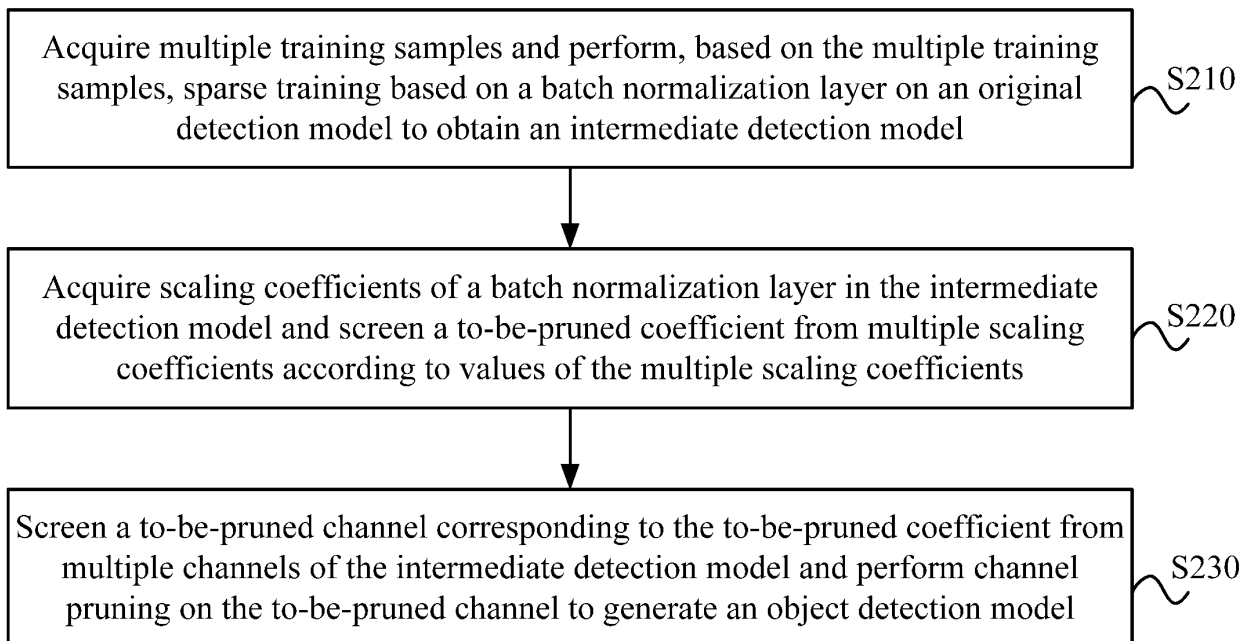 Acquire multiple training samples and perform, based on the multiple training
samples, sparse training based on a batch normalization layer on an original
detection model to obtain an intermediate detection model
S210
Acquire scaling coefficients of a batch normalization layer in the intermediate
detection model and screen a to-be-pruned coefficient from multiple scaling
coefficients according to values of the multiple scaling coefficients
S220
Screen a to-be-pruned channel corresponding to the to-be-pruned coefficient from
multiple channels of the intermediate detection model and perform channel
pruning on the to-be-pruned channel to generate an object detection model
S230